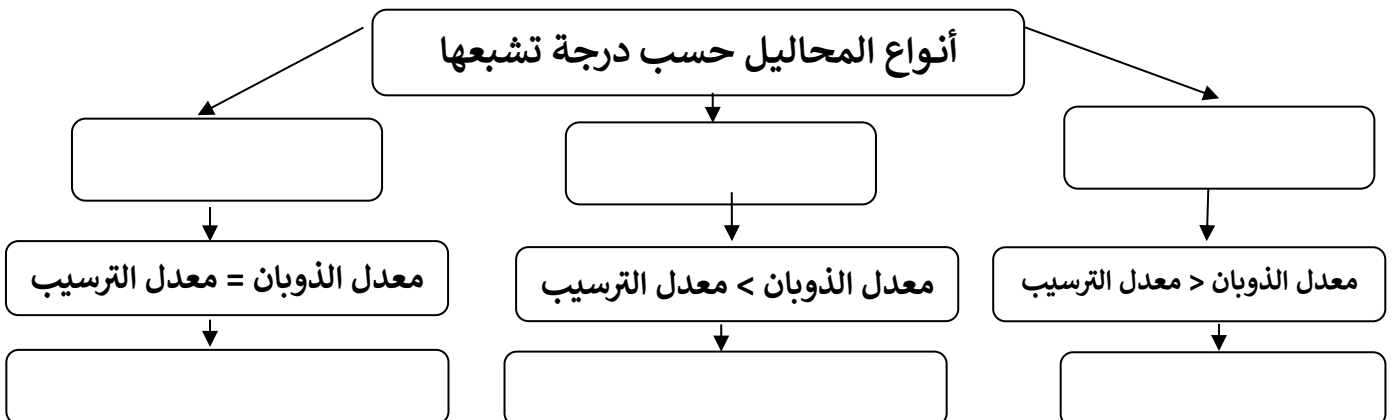 أنواع المحاليل حسب درجة تشبعها
معدل الذوبان < معدل الترسيب
معدل الذوبان > معدل الترسيب
معدل الذوبان = معدل الترسيب